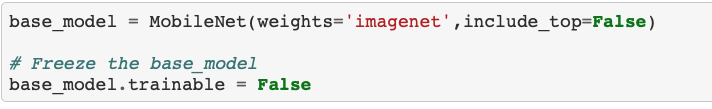 base_model = MobileNet(weights='imagenet',include_top=False)
# Freeze the base_model
base_model.trainable = False